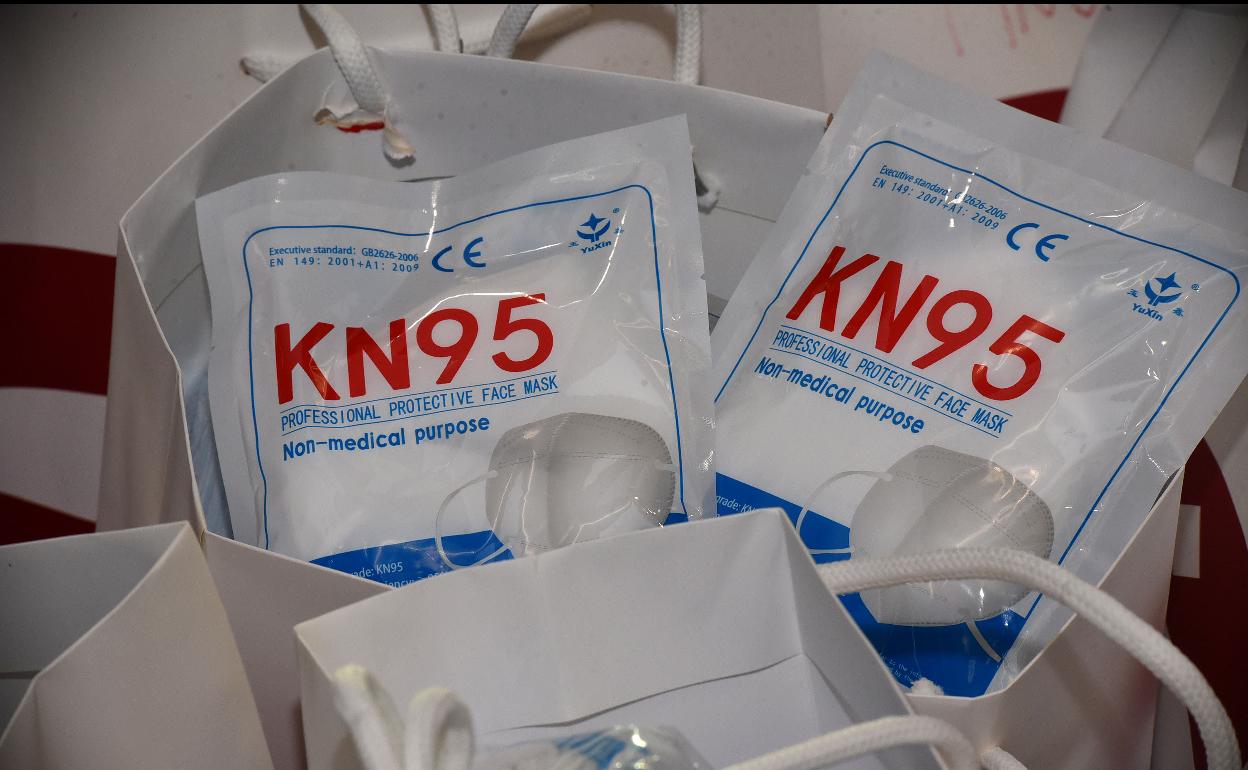 Executive standard: GB2626-2006
EN 149: 2001+A1: 2009
CE
YuXin
KN95
PROFESSIONAL PROTECTIVE FACE MASK
Non-medical purpose
grade: KN95
Executive standard: GB2626-2006
EN 149: 2001+A1: 2009
CE
YuXin
KN95
PROFESSIONAL PROTECTIVE FACE MASK
Non-medical purpose